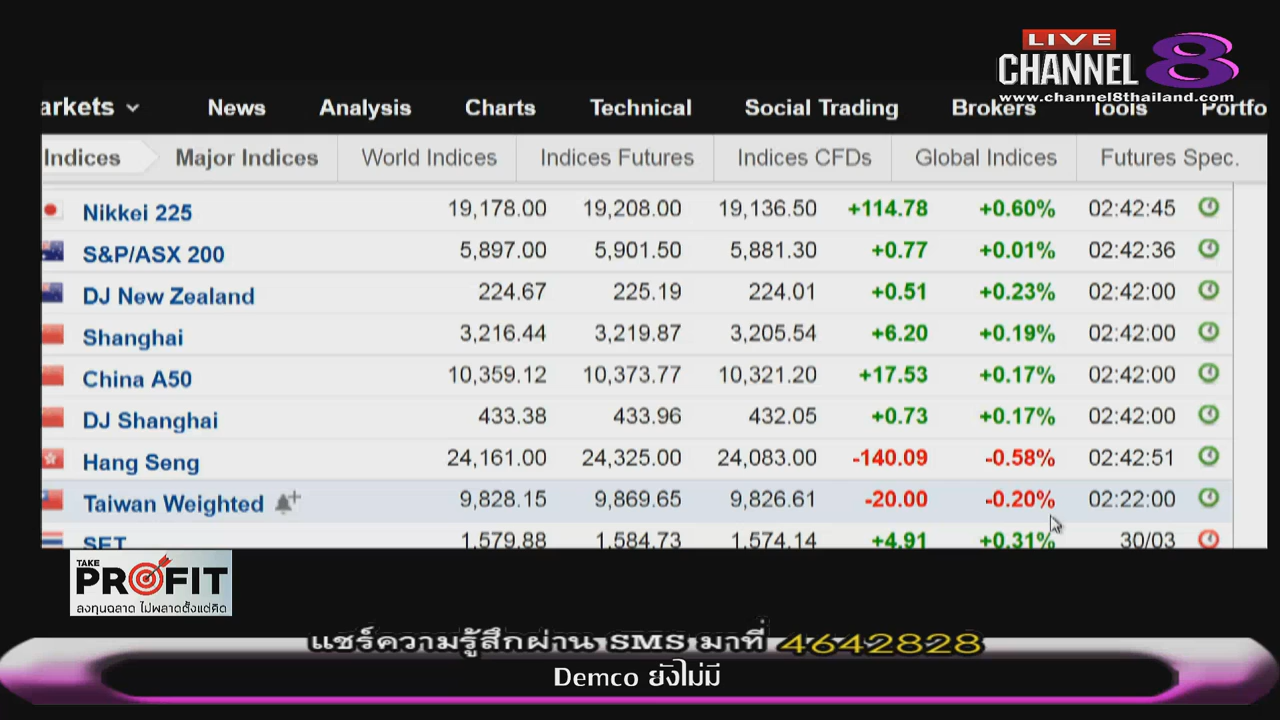 LIVE
CHANNEL 8
www.channel8thailand.com
arkets News Analysis Charts Technical Social Trading Brokers Tools Portfo
Indices Major Indices World Indices Indices Futures Indices CFDs Global Indices Futures Spec.
Nikkei 225 19,178.00 19,208.00 19,136.50 +114.78 +0.60% 02:42:45
S&P/ASX 200 5,897.00 5,901.50 5,881.30 +0.77 +0.01% 02:42:36
DJ New Zealand 224.67 225.19 224.01 +0.51 +0.23% 02:42:00
Shanghai 3,216.44 3,219.87 3,205.54 +6.20 +0.19% 02:42:00
China A50 10,359.12 10,373.77 10,321.20 +17.53 +0.17% 02:42:00
DJ Shanghai 433.38 433.96 432.05 +0.73 +0.17% 02:42:00
Hang Seng 24,161.00 24,325.00 24,083.00 -140.09 -0.58% 02:42:51
Taiwan Weighted 9,828.15 9,869.65 9,826.61 -20.00 -0.20% 02:22:00
SET 1,579.88 1,584.73 1,574.14 +4.91 +0.31% 30/03
TAKE
PROFIT
ลงทุนฉลาด ไม่พลาดตั้งแต่คิด
แชร์ความรู้สึกผ่าน SMS มาที่ 4642828
Demco ยังไม่มี